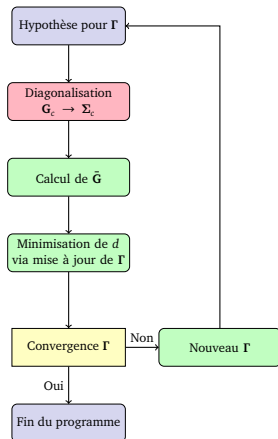 Hypothèse pour Γ
Diagonalisation
G_c → Σ_c
Calcul de G̃
Minimisation de d
via mise à jour de Γ
Convergence Γ
Non
Nouveau Γ
Oui
Fin du programme